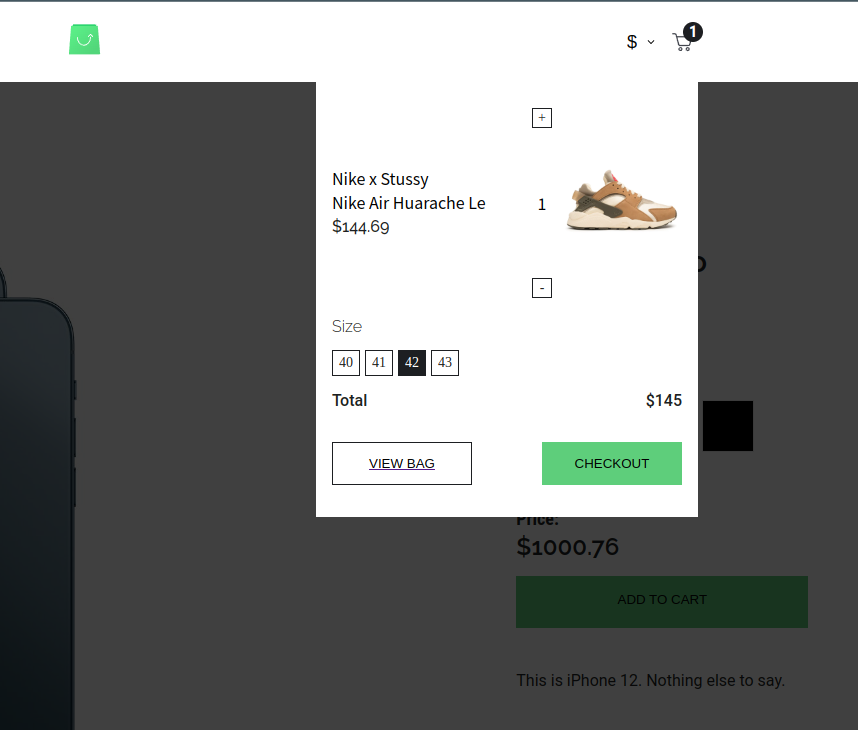 $ 1
+
Nike x Stussy
Nike Air Huarache Le
$144.69
1
-
Size
40 41 42 43
Total $145
VIEW BAG CHECKOUT
Price:
$1000.76
ADD TO CART
This is iPhone 12. Nothing else to say.